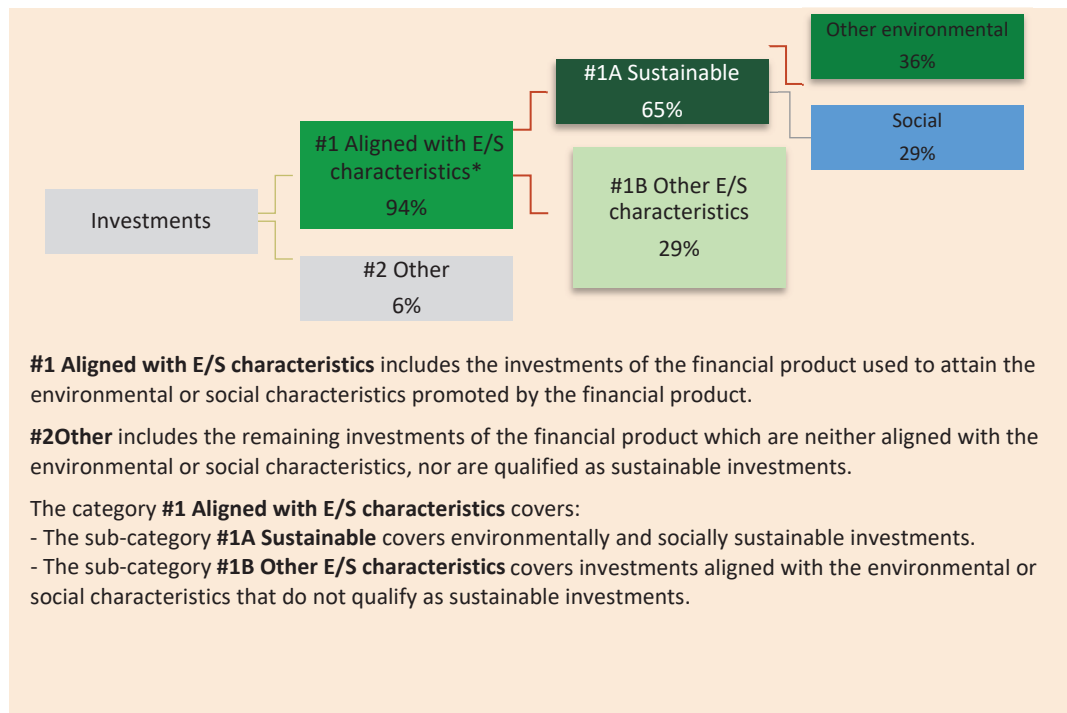 Other environmental
36%
#1A Sustainable
65%
Social
29%
#1 Aligned with E/S
characteristics*
94%
#1B Other E/S
characteristics
29%
Investments
#2 Other
6%
#1 Aligned with E/S characteristics includes the investments of the financial product used to attain the
environmental or social characteristics promoted by the financial product.
#2Other includes the remaining investments of the financial product which are neither aligned with the
environmental or social characteristics, nor are qualified as sustainable investments.
The category #1 Aligned with E/S characteristics covers:
- The sub-category #1A Sustainable covers environmentally and socially sustainable investments.
- The sub-category #1B Other E/S characteristics covers investments aligned with the environmental or
social characteristics that do not qualify as sustainable investments.